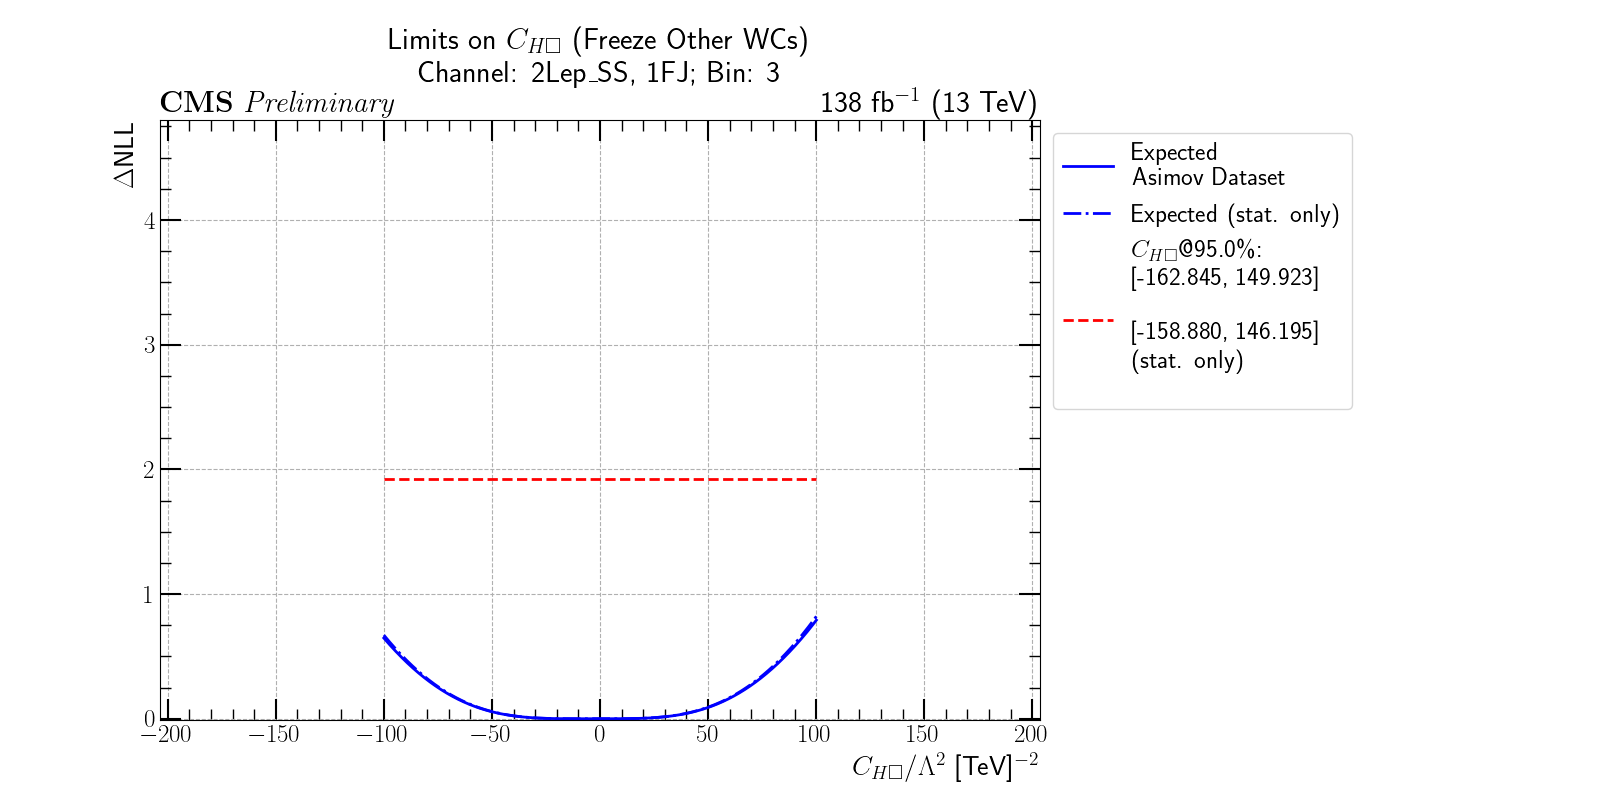 Limits on C_{H□} (Freeze Other WCs)
Channel: 2Lep_SS, 1FJ; Bin: 3
CMS Preliminary
138 fb⁻¹ (13 TeV)
ΔNLL
4
3
2
1
0
−200 −150 −100 −50 0 50 100 150 200
C_{H□}/Λ² [TeV]⁻²
Expected
Asimov Dataset
Expected (stat. only)
C_{H□}@95.0%:
[-162.845, 149.923]
[-158.880, 146.195]
(stat. only)